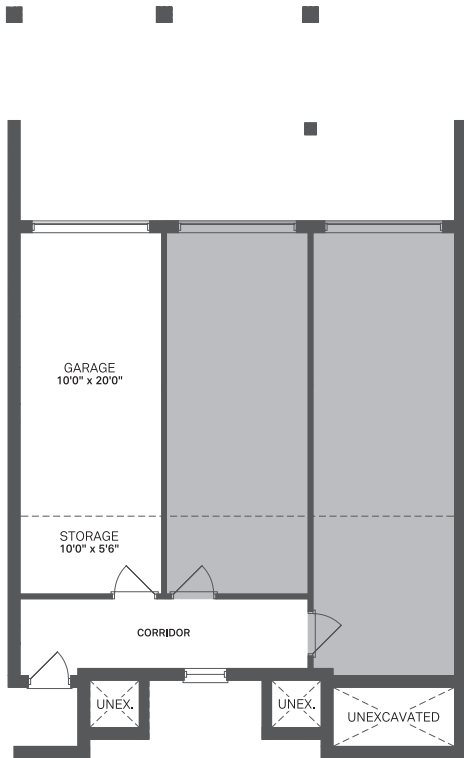 GARAGE
10'0" x 20'0"
STORAGE
10'0" x 5'6"
CORRIDOR
UNEX.
UNEX.
UNEXCAVATED